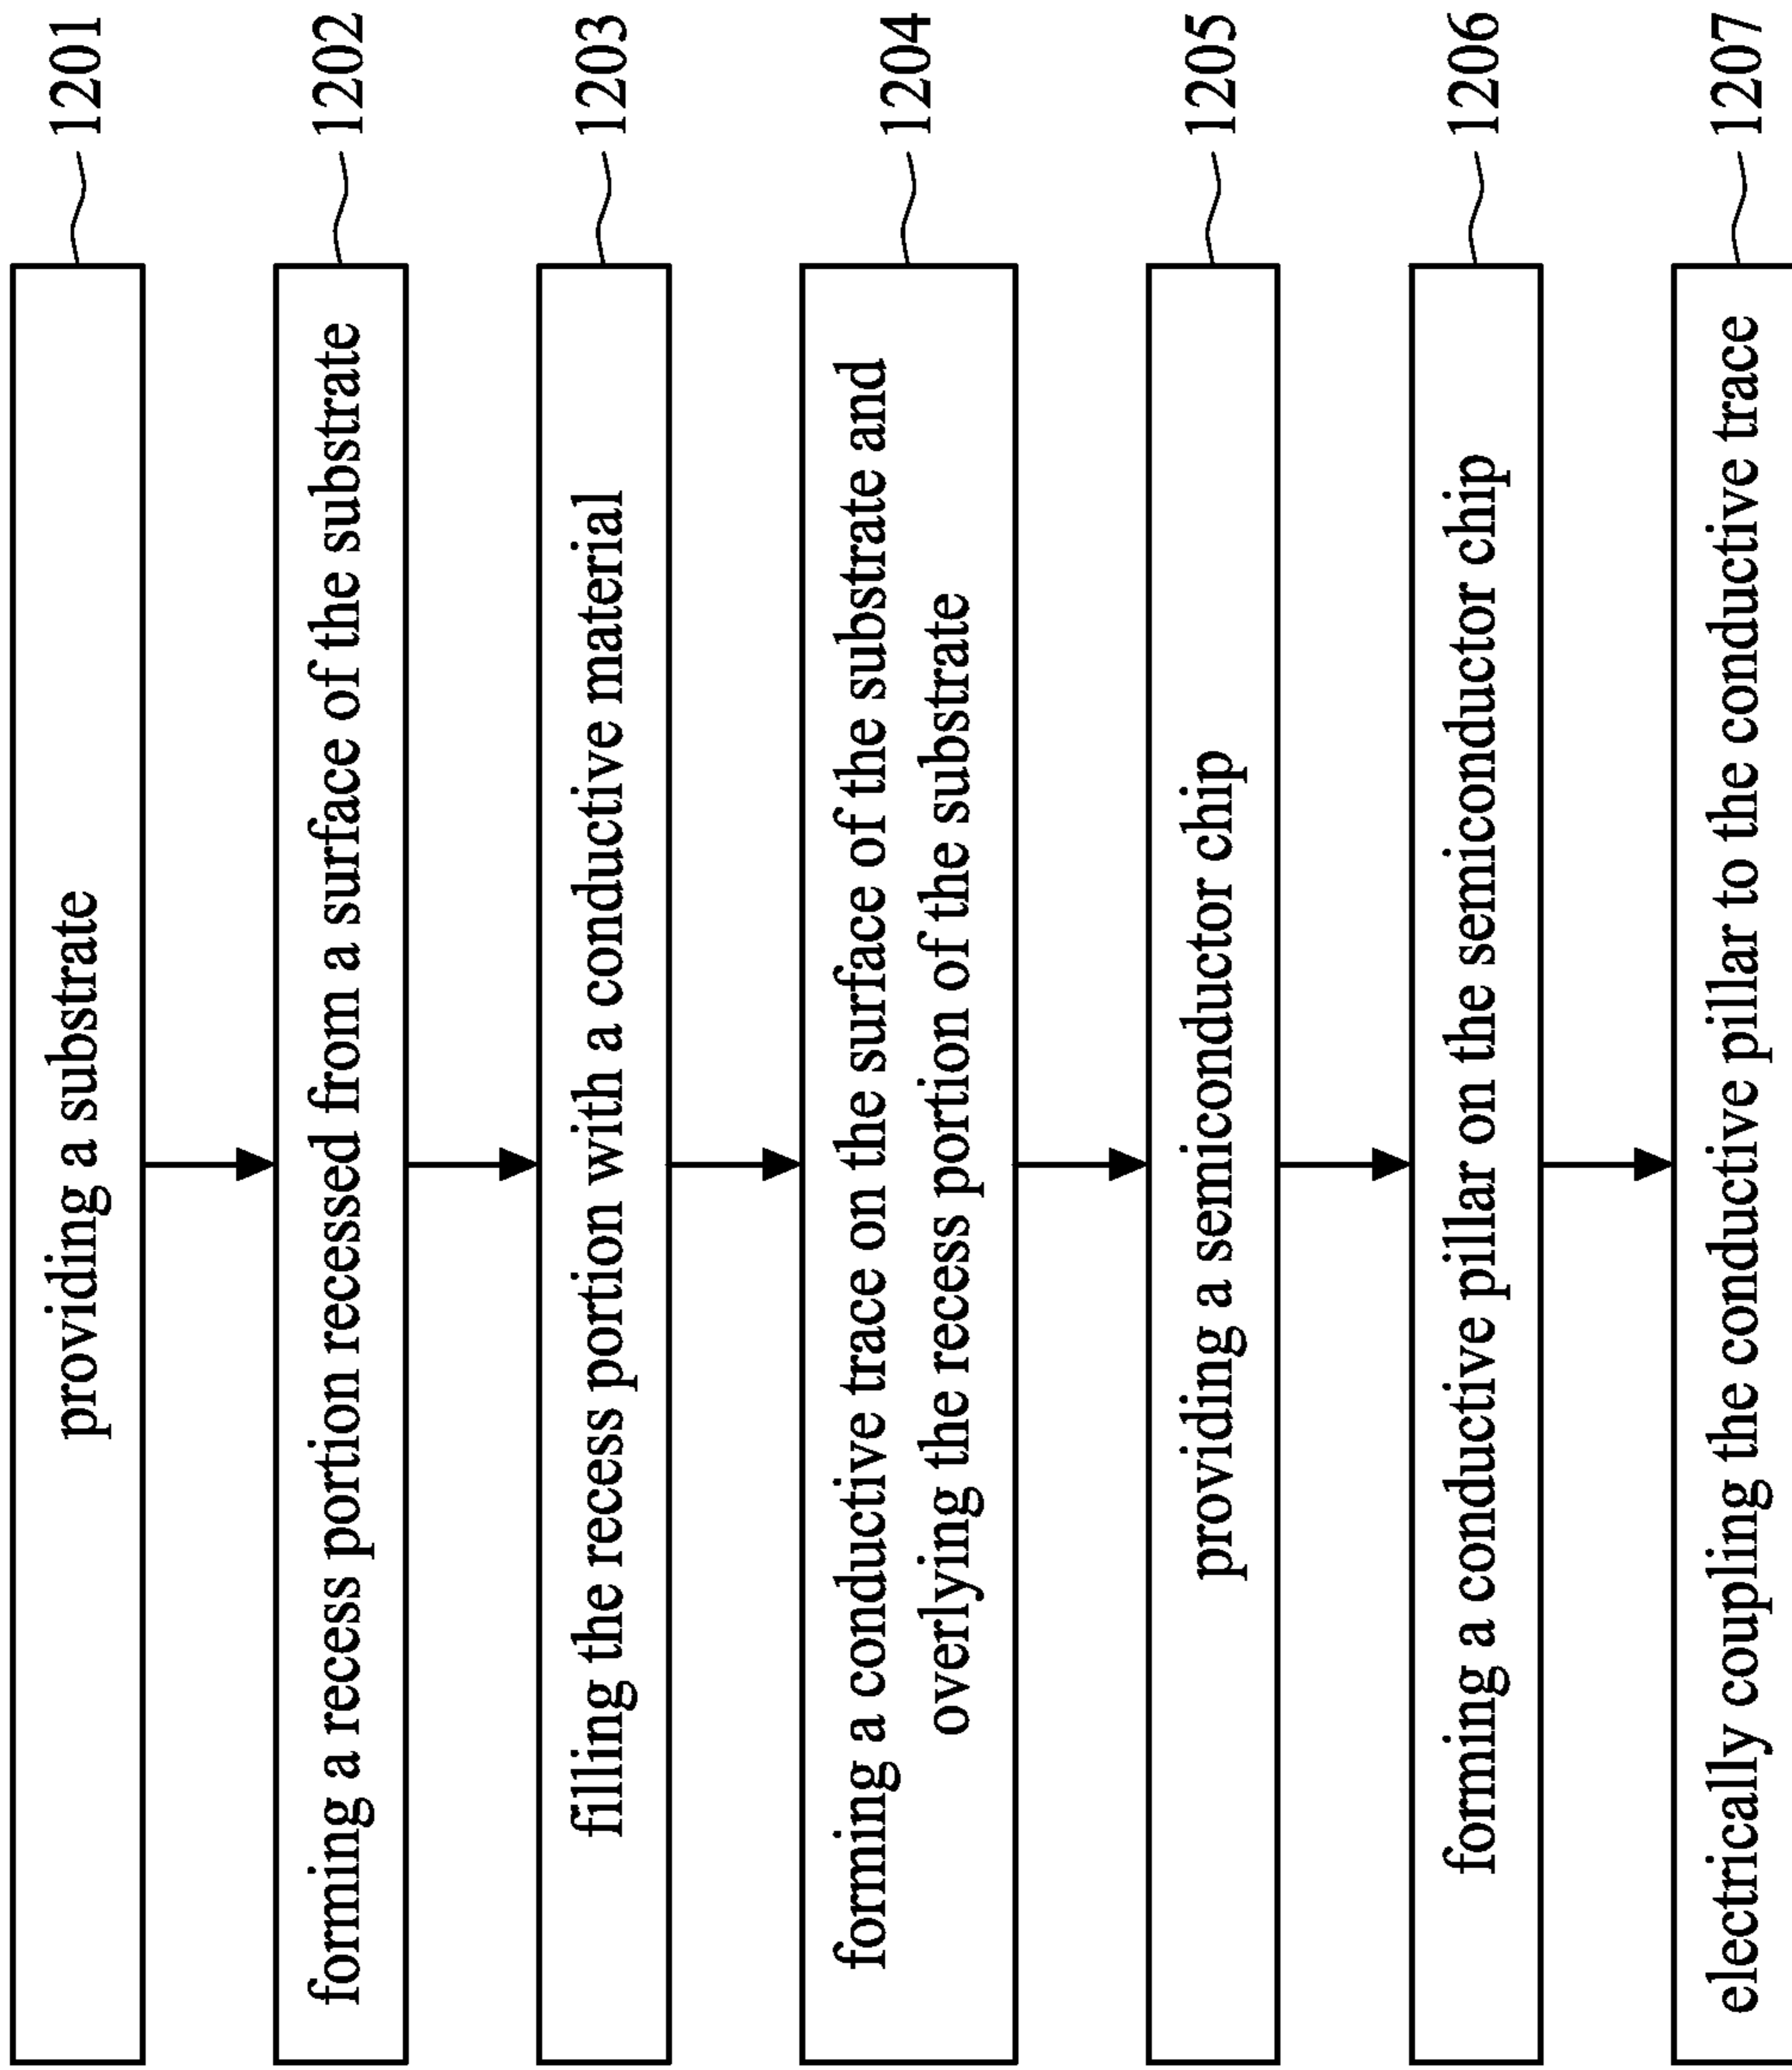 providing a substrate
1201
forming a recess portion recessed from a surface of the substrate
1202
filling the recess portion with a conductive material
1203
forming a conductive trace on the surface of the substrate and
overlying the recess portion of the substrate
1204
providing a semiconductor chip
1205
forming a conductive pillar on the semiconductor chip
1206
electrically coupling the conductive pillar to the conductive trace
1207